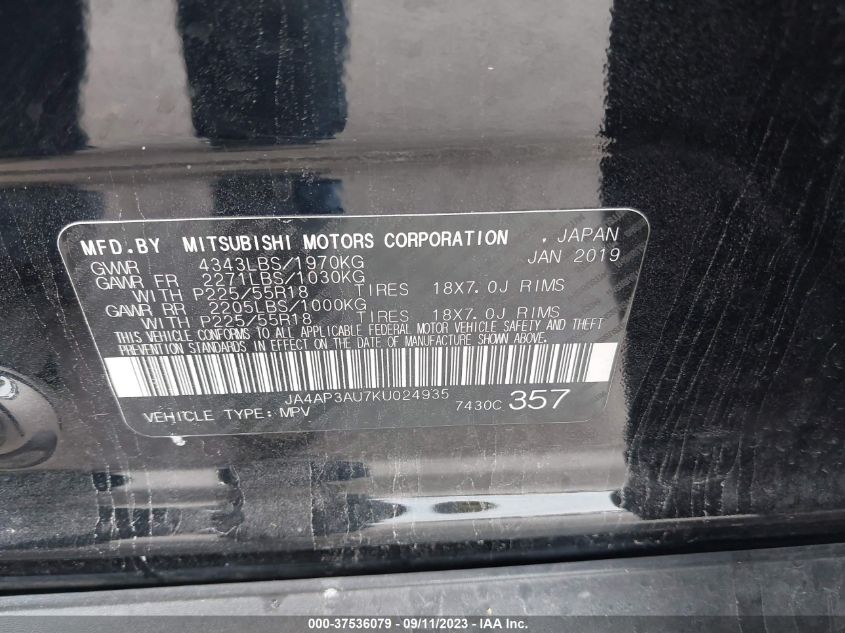 MFD.BY MITSUBISHI MOTORS CORPORATION , JAPAN
GVWR 4343LBS/1970KG JAN 2019
GAWR FR 2271LBS/1030KG
WITH P225/55R18 TIRES 18X7.0J RIMS
GAWR RR 2205LBS/1000KG
WITH P225/55R18 TIRES 18X7.0J RIMS
THIS VEHICLE CONFORMS TO ALL APPLICABLE FEDERAL MOTOR VEHICLE SAFETY AND THEFT
PREVENTION STANDARDS IN EFFECT ON THE DATE OF MANUFACTURE SHOWN ABOVE.
JA4AP3AU7KU024935
VEHICLE TYPE: MPV 7430C 357
000-37536079 - 09/11/2023 - IAA Inc.